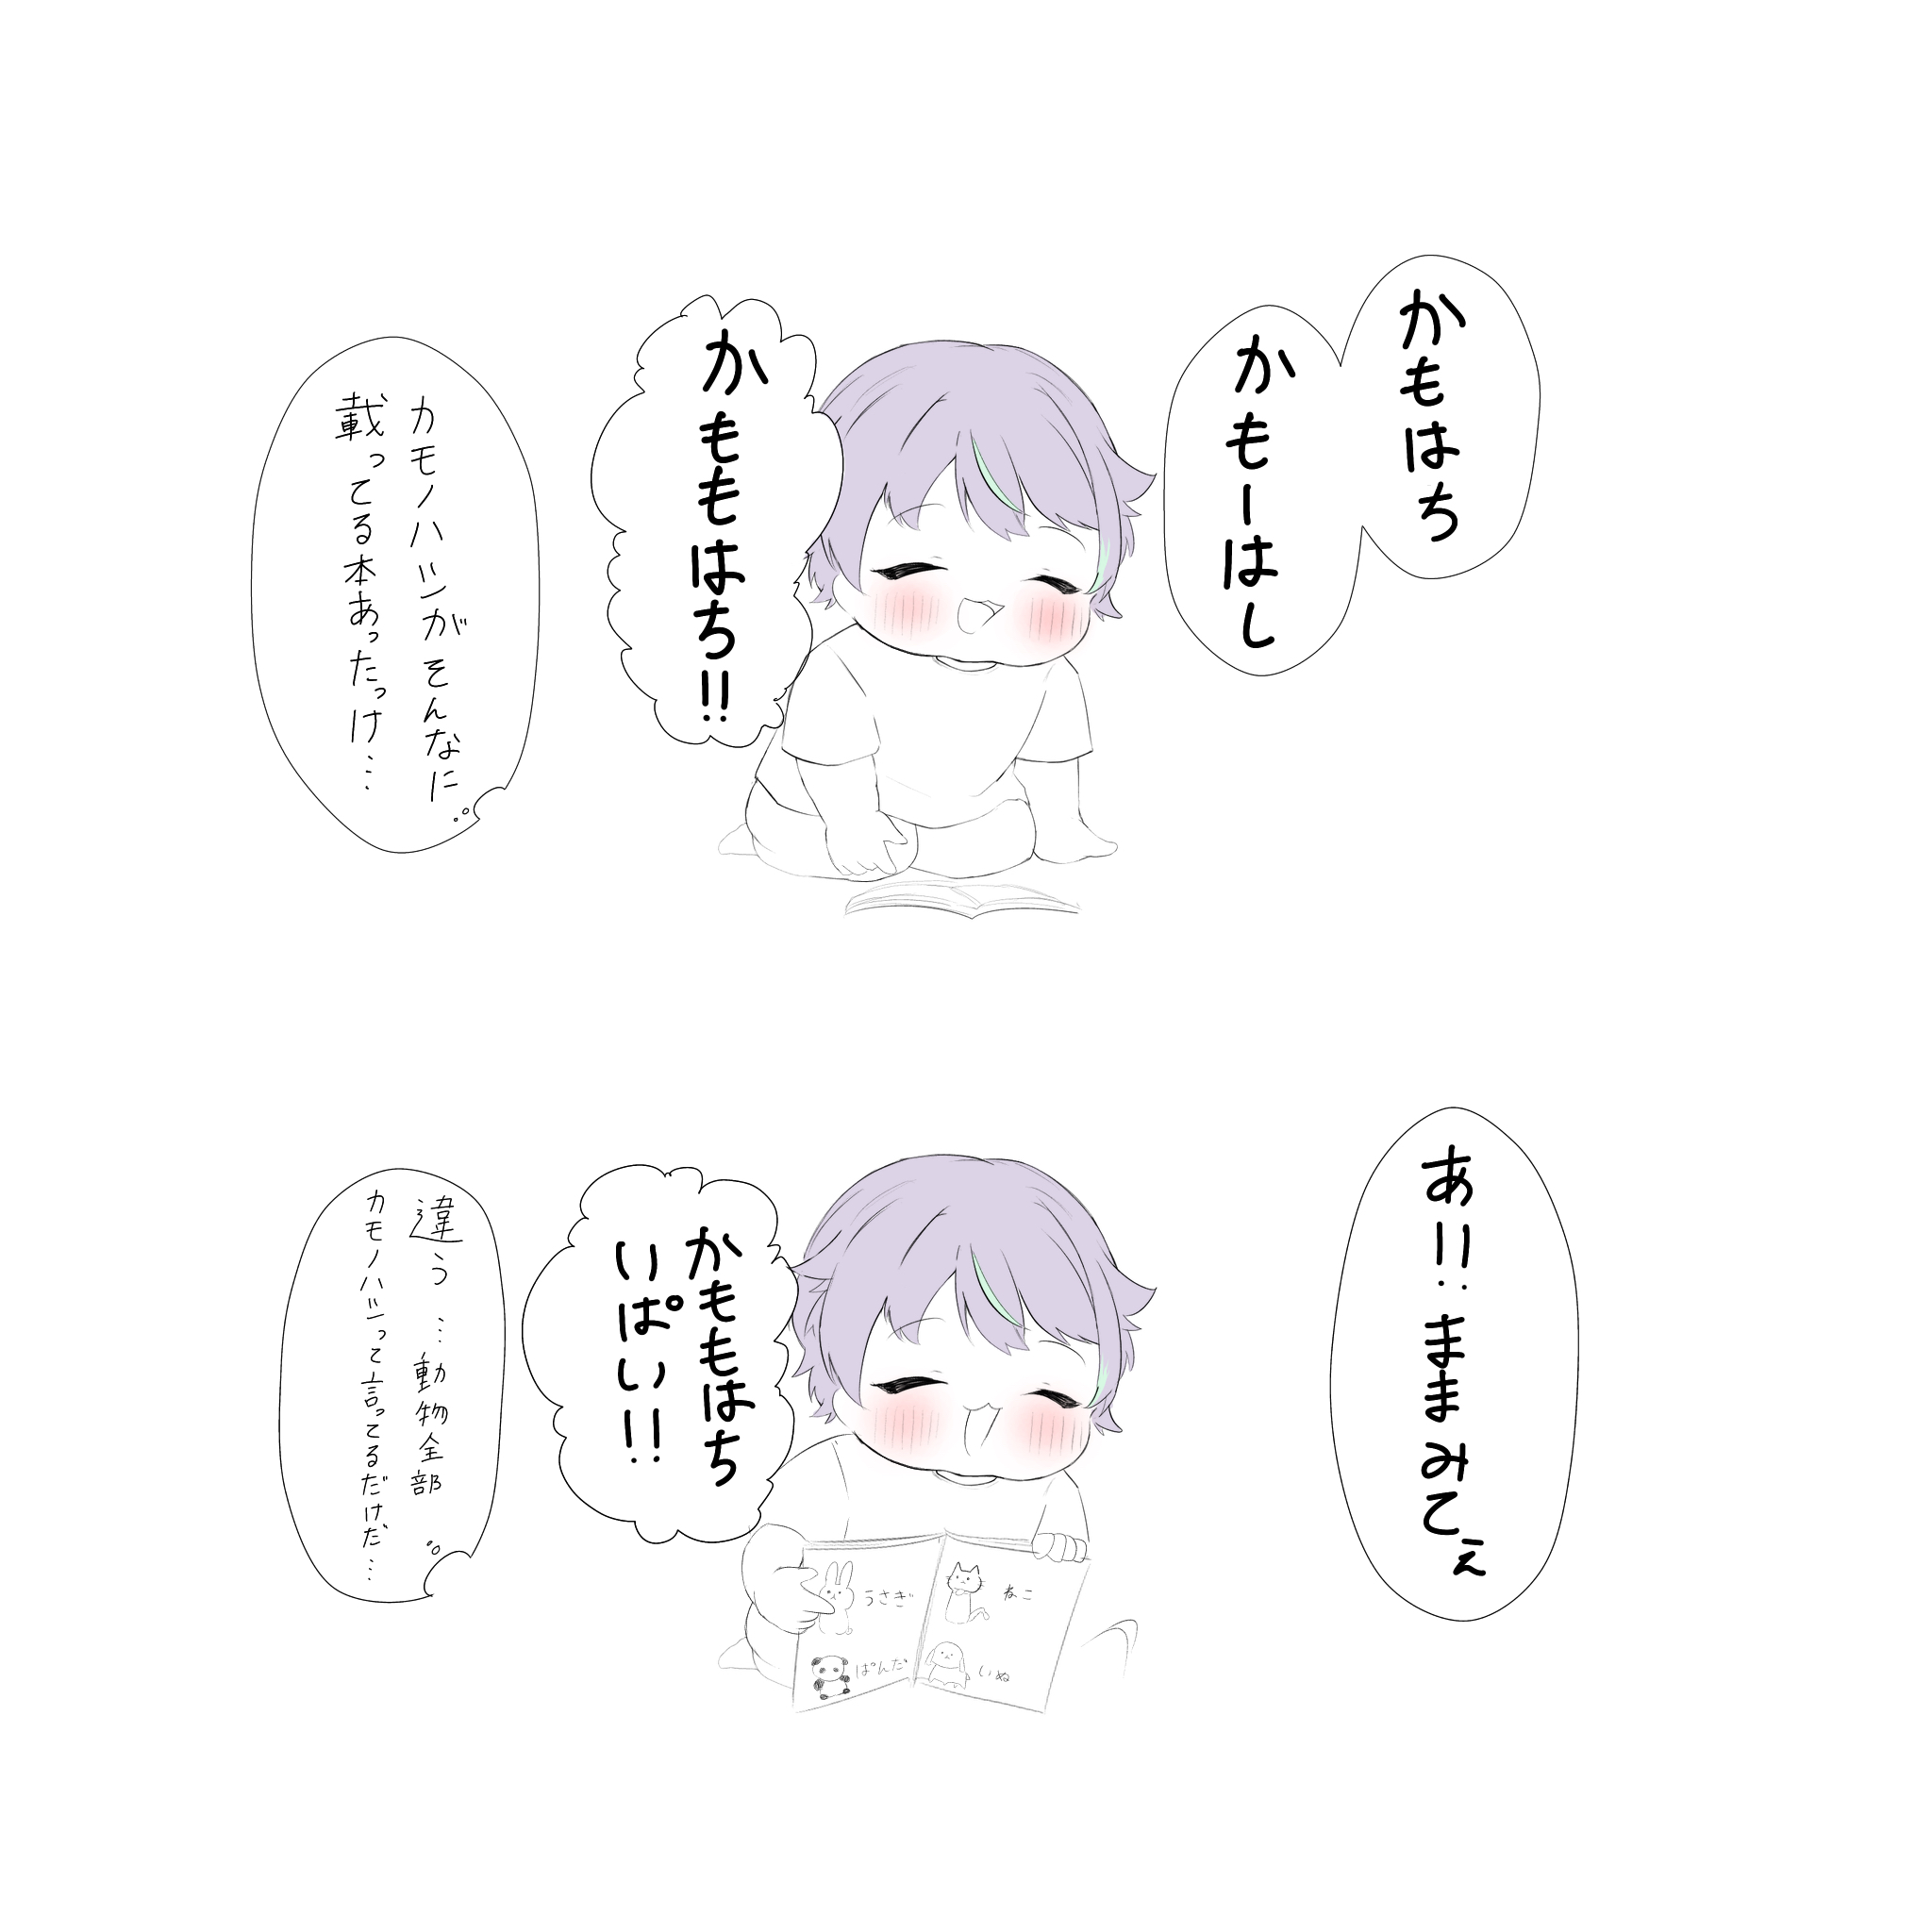 かもはち
かもーはし
かももはち!!
カモノハシがそんなに
載ってる本あったっけ…
あ!!ままみてぇ
かももはち
いぱい!!
違う…動物全部
カモノハシって言ってるだけだ…
うさぎ
ねこ
ぱんだ
いぬ